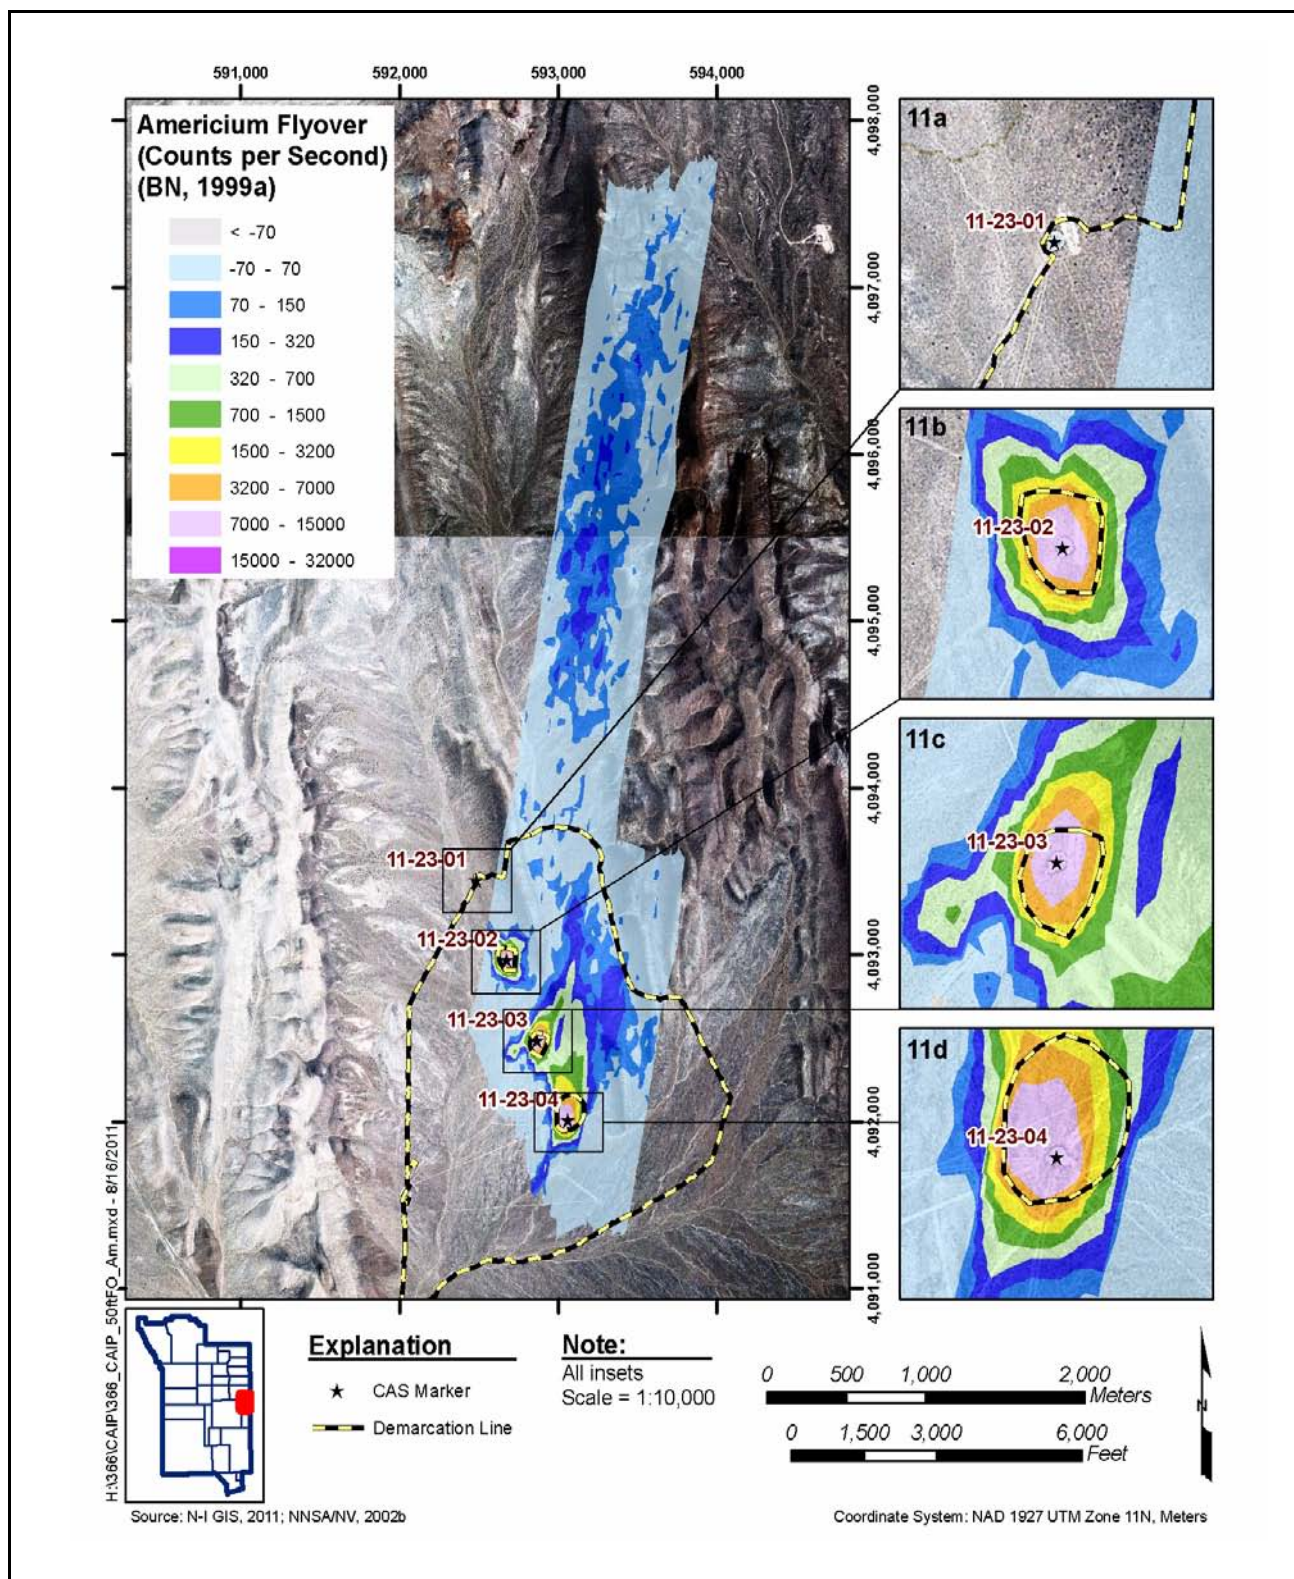 591,000
592,000
593,000
594,000
Americium Flyover
(Counts per Second)
(BN, 1999a)
< -70
-70 - 70
70 - 150
150 - 320
320 - 700
700 - 1500
1500 - 3200
3200 - 7000
7000 - 15000
15000 - 32000
4,098,000
4,097,000
4,096,000
4,095,000
4,094,000
4,093,000
4,092,000
4,091,000
11-23-01
11-23-02
11-23-03
11-23-04
11a
11-23-01
11b
11-23-02
11c
11-23-03
11d
11-23-04
H:\366\CAIP\366_CAIP_50ftFO_Am.mxd - 8/16/2011
Explanation
CAS Marker
Demarcation Line
Note:
All insets
Scale = 1:10,000
0 500 1,000 2,000
Meters
0 1,500 3,000 6,000
Feet
N
Source: N-I GIS, 2011; NNSA/NV, 2002b
Coordinate System: NAD 1927 UTM Zone 11N, Meters